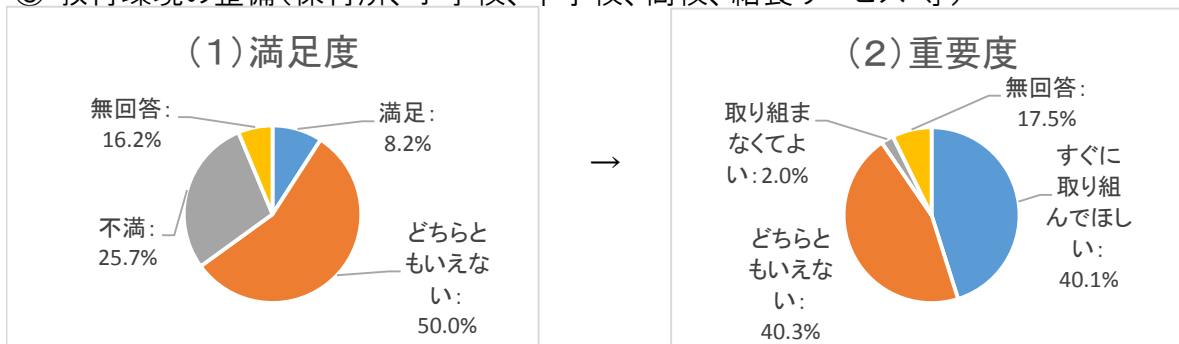 (1)満足度
無回答:
16.2%
満足:
8.2%
不満:
25.7%
どちらと
もいえな
い:
50.0%
→
(2)重要度
無回答:
17.5%
取り組ま
なくてよ
い:2.0%
すぐに
取り組
んでほし
い:
40.1%
どちらと
もいえな
い:
40.3%